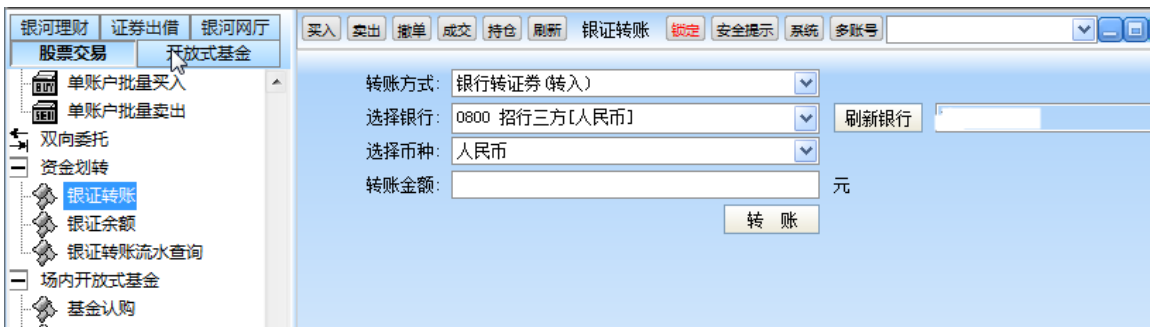 银河理财 证券出借 银河网厅
股票交易 开放式基金
BUY 单账户批量买入
SELL 单账户批量卖出
双向委托
资金划转
银证转账
银证余额
银证转账流水查询
场内开放式基金
基金认购
买入 卖出 撤单 成交 持仓 刷新 银证转账 锁定 安全提示 系统 多账号
转账方式: 银行转证券(转入)
选择银行: 0800 招行三方[人民币] 刷新银行
选择币种: 人民币
转账金额: 元
转 账